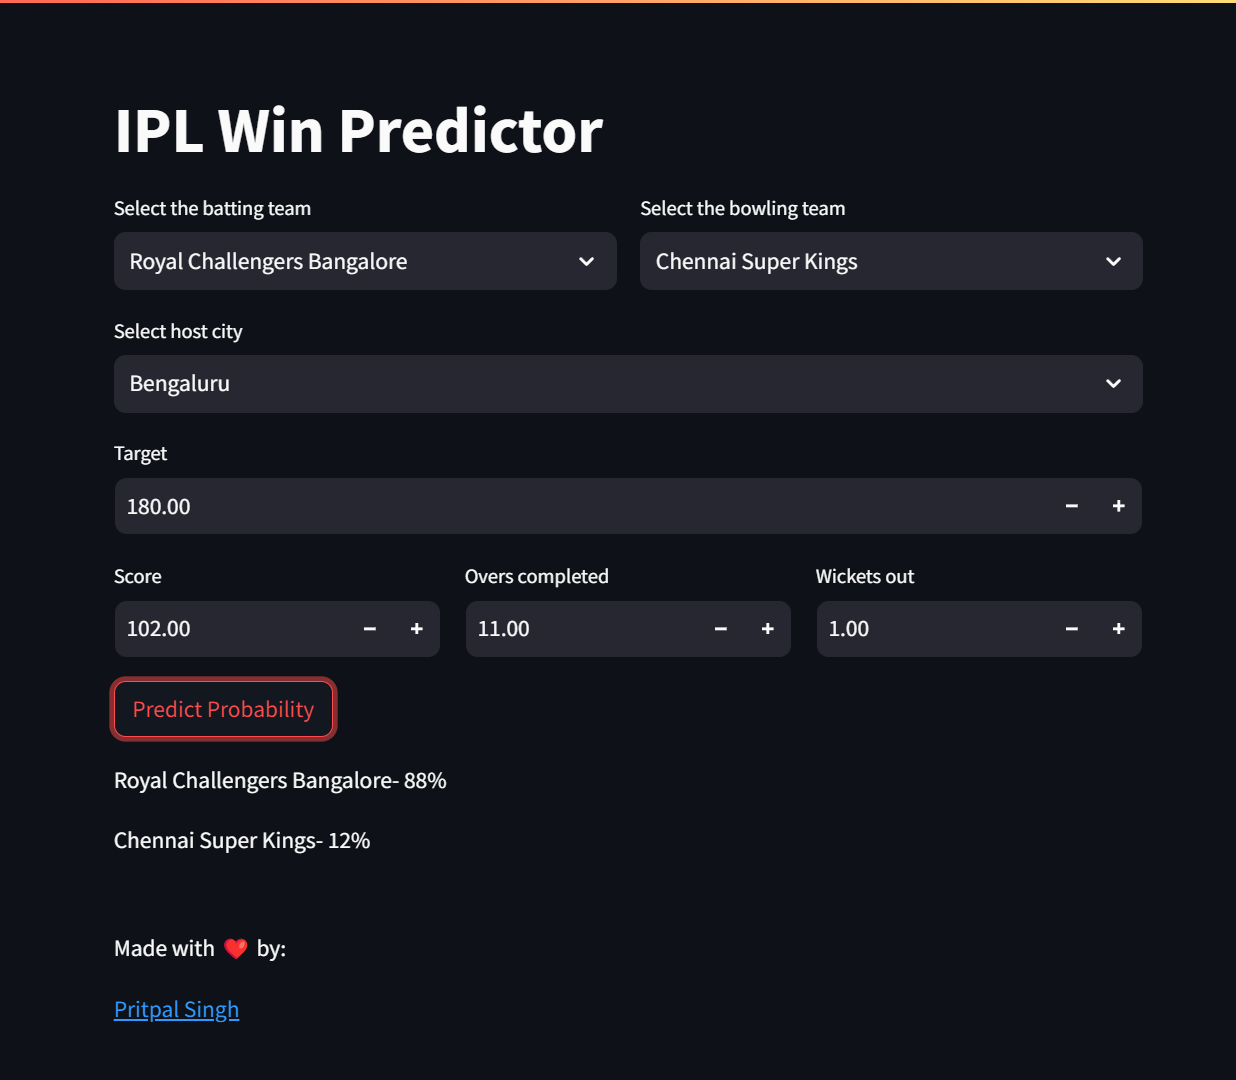 IPL Win Predictor
Select the batting team
Select the bowling team
Royal Challengers Bangalore
Chennai Super Kings
Select host city
Bengaluru
Target
180.00
Score
Overs completed
Wickets out
102.00
11.00
1.00
Predict Probability
Royal Challengers Bangalore- 88%
Chennai Super Kings- 12%
Made with ❤️ by:
Pritpal Singh